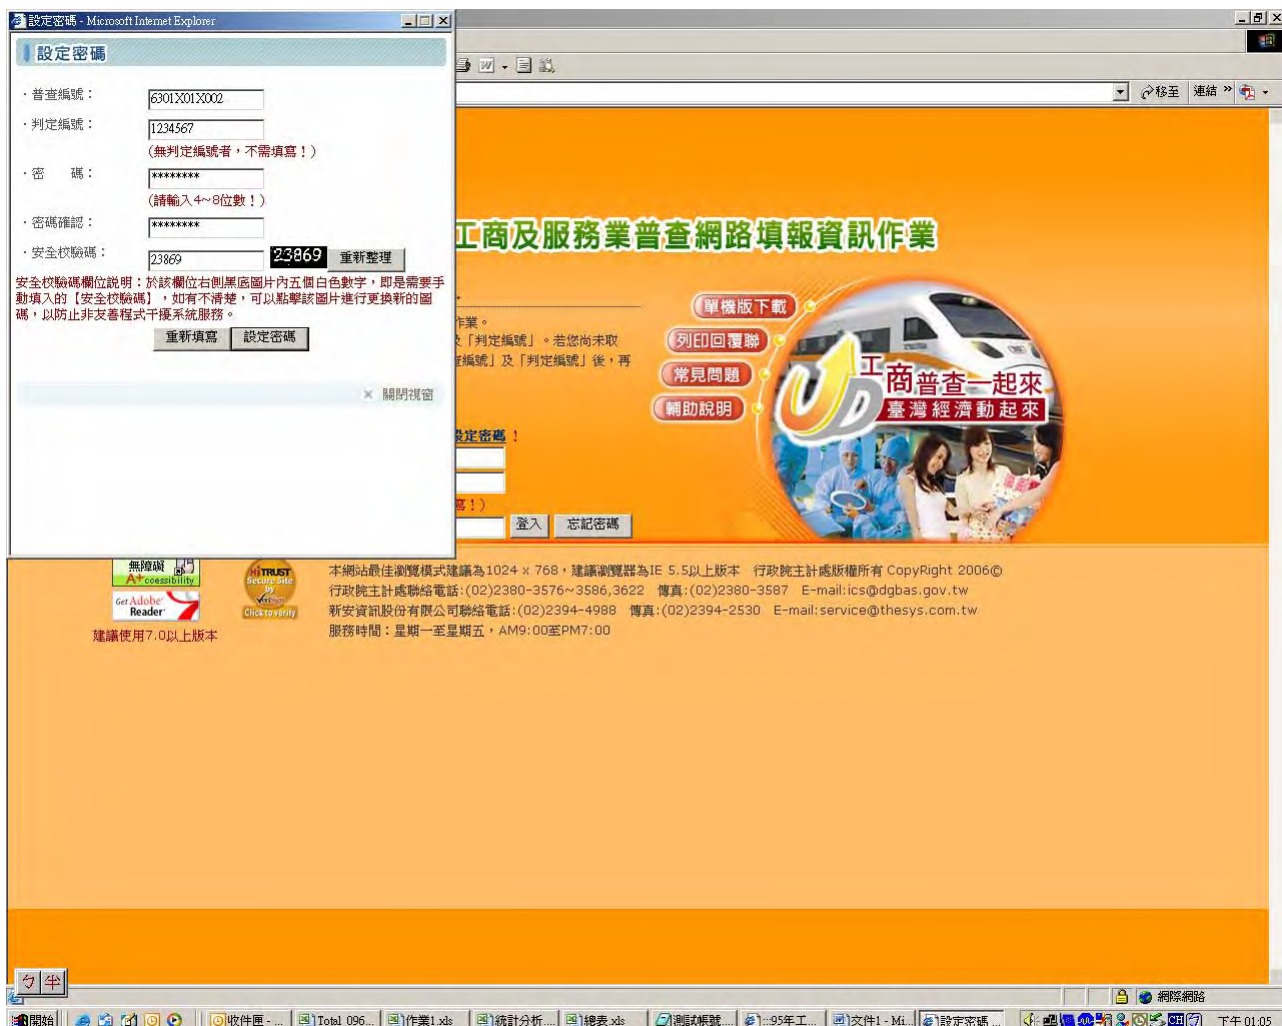 設定密碼 - Microsoft Internet Explorer
設定密碼
· 普查編號：
6301X01X002
· 判定編號：
1234567
(無判定編號者，不需填寫！)
· 密　碼：
********
(請輸入4~8位數！)
· 密碼確認：
********
· 安全校驗碼：
23869
23869
重新整理
安全校驗碼欄位說明：於該欄位右側黑底圖片內五個白色數字，即是需要手
動填入的【安全校驗碼】，如有不清楚，可以點擊該圖片進行更換新的圖
碼，以防止非友善程式干擾系統服務。
重新填寫
設定密碼
× 關閉視窗
移至
連結 »
工商及服務業普查網路填報資訊作業
作業。
「判定編號」。若您尚未取
編號」及「判定編號」後，再
設定密碼！
登入
忘記密碼
單機版下載
列印回覆聯
常見問題
輔助說明
工商普查一起來
臺灣經濟動起來
無障礙
A+ccessibility
Get Adobe
Reader
建議使用7.0以上版本
HiTRUST
Secure Site
by
Click to verify
本網站最佳瀏覽模式建議為1024 x 768，建議瀏覽器為IE 5.5以上版本 行政院主計處版權所有 CopyRight 2006©
行政院主計處聯絡電話:(02)2380-3576~3586,3622 傳真:(02)2380-3587 E-mail:ics@dgbas.gov.tw
新安資訊股份有限公司聯絡電話:(02)2394-4988 傳真:(02)2394-2530 E-mail:service@thesys.com.tw
服務時間：星期一至星期五，AM9:00至PM7:00
ㄅ 半
網際網路
開始
收件匣 - ...
Total 096...
作業1.xls
統計分析....
總表.xls
測試帳號....
:::95年工...
文件1 - Mi...
設定密碼 ...
CH
下午 01:05